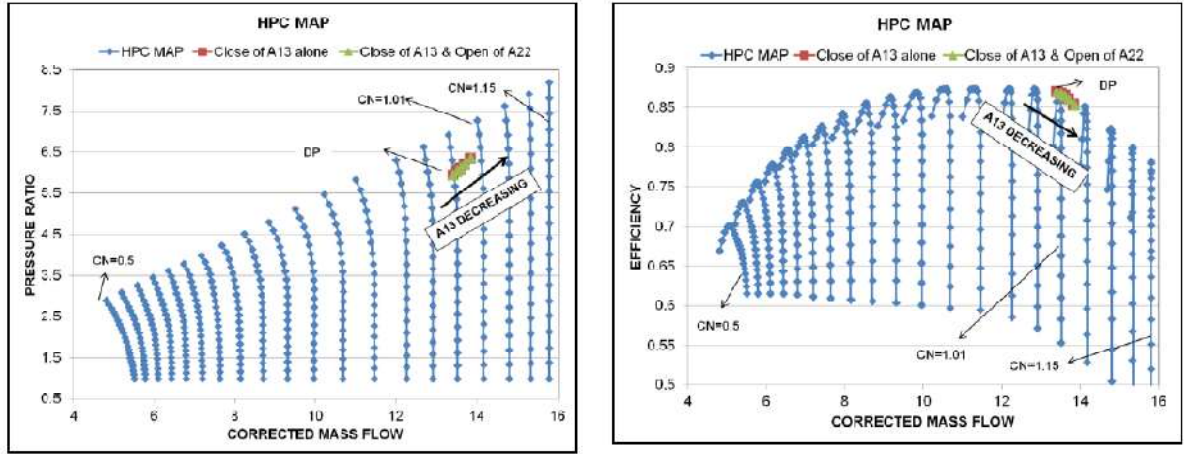 HPC MAP
HPC MAP Close of A13 alone Close of A13 & Open of A22
8.5
7.5
6.5
5.5
4.5
3.5
2.5
1.5
0.5
PRESSURE RATIO
CN=1.15
CN=1.01
DP
A13 DECREASING
CN=0.5
4 6 8 10 12 14 16
CORRECTED MASS FLOW
HPC MAP
HPC MAP Close of A13 alone Close of A13 & Open of A22
0.9
0.85
0.8
0.75
0.7
0.65
0.6
0.55
0.5
EFFICIENCY
DP
A13 DECREASING
CN=0.5
CN=1.01
CN=1.15
4 6 8 10 12 14 16
CORRECTED MASS FLOW